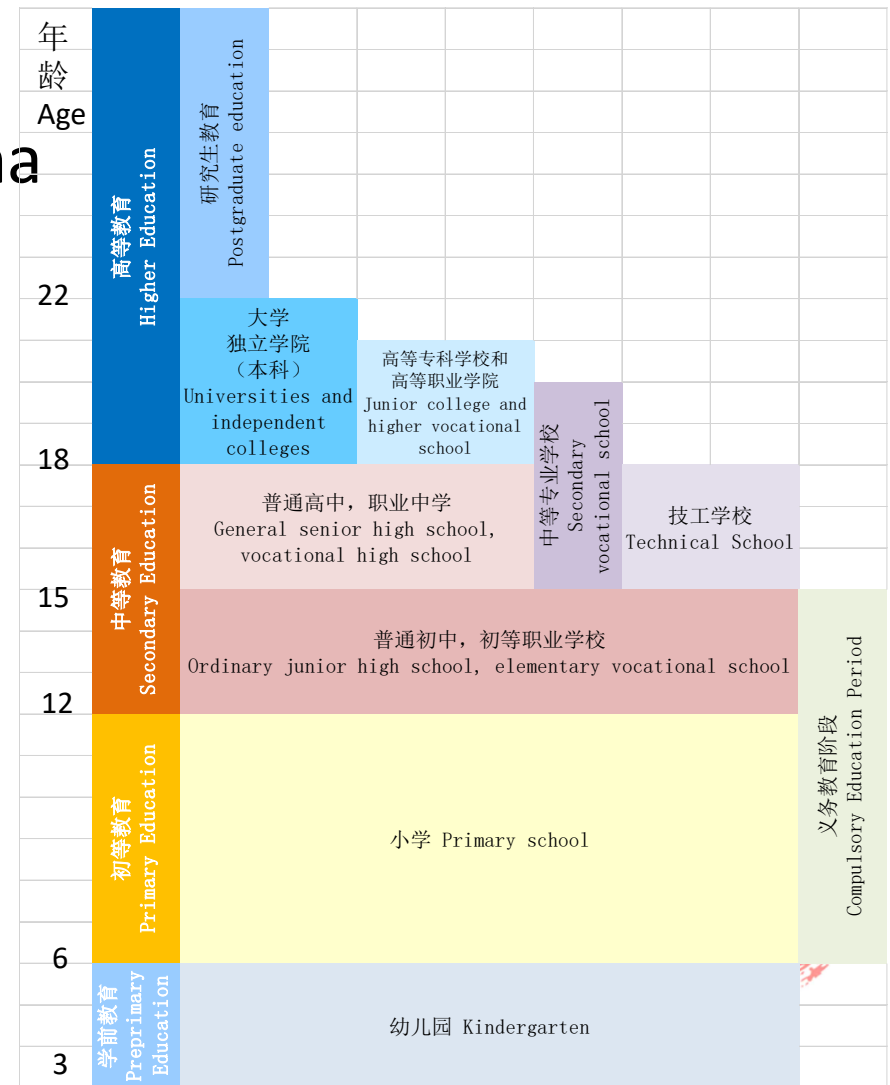 年
龄
Age
na
22
18
15
12
6
3
高等教育
Higher Education
研究生教育
Postgraduate education
大学
独立学院
（本科）
Universities and
independent
colleges
高等专科学校和
高等职业学院
Junior college and
higher vocational
school
中等教育
Secondary Education
普通高中，职业中学
General senior high school,
vocational high school
中等专业学校
Secondary
vocational school
技工学校
Technical School
普通初中，初等职业学校
Ordinary junior high school, elementary vocational school
义务教育阶段
Compulsory Education Period
初等教育
Primary Education
小学 Primary school
学前教育
Preprimary
Education
幼儿园 Kindergarten